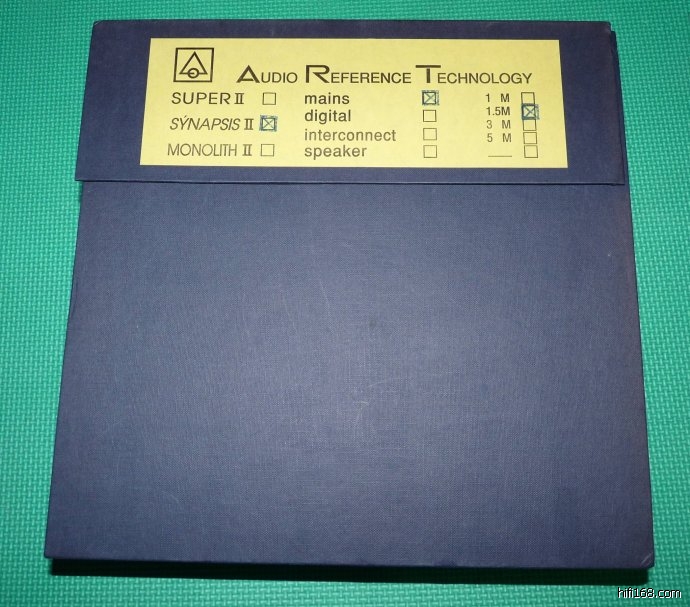 AUDIO REFERENCE TECHNOLOGY
SUPER II mains 1 M
SÝNAPSIS II digital 1.5M
interconnect 3 M
MONOLITH II speaker 5 M
hifi168.com